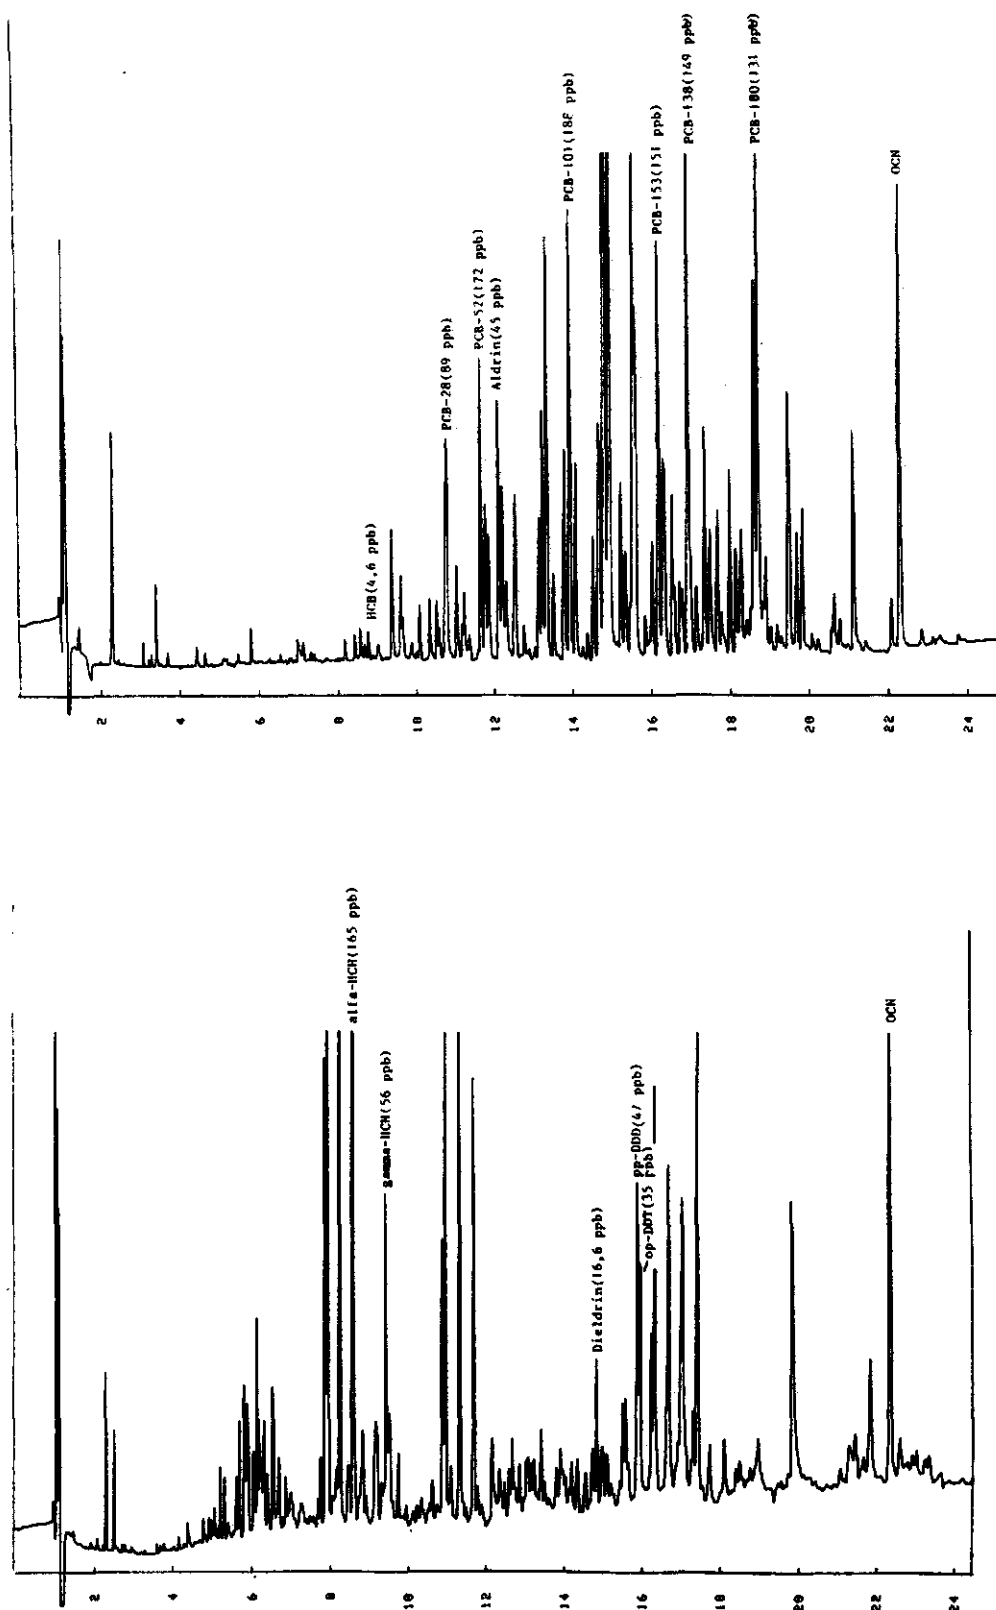 HCB(4,6 ppb)
PCB-28(89 ppb)
PCB-52(172 ppb)
Aldrin(45 ppb)
PCB-101(188 ppb)
PCB-153(151 ppb)
PCB-138(149 ppb)
PCB-180(131 ppb)
OCN
2 4 6 8 10 12 14 16 18 20 22 24
alfa-HCH(165 ppb)
gamma-HCH(56 ppb)
Dieldrin(16,6 ppb)
pp-DDD(47 ppb)
op-DDT(35 ppb)
OCN
2 4 6 8 10 12 14 16 18 20 22 24